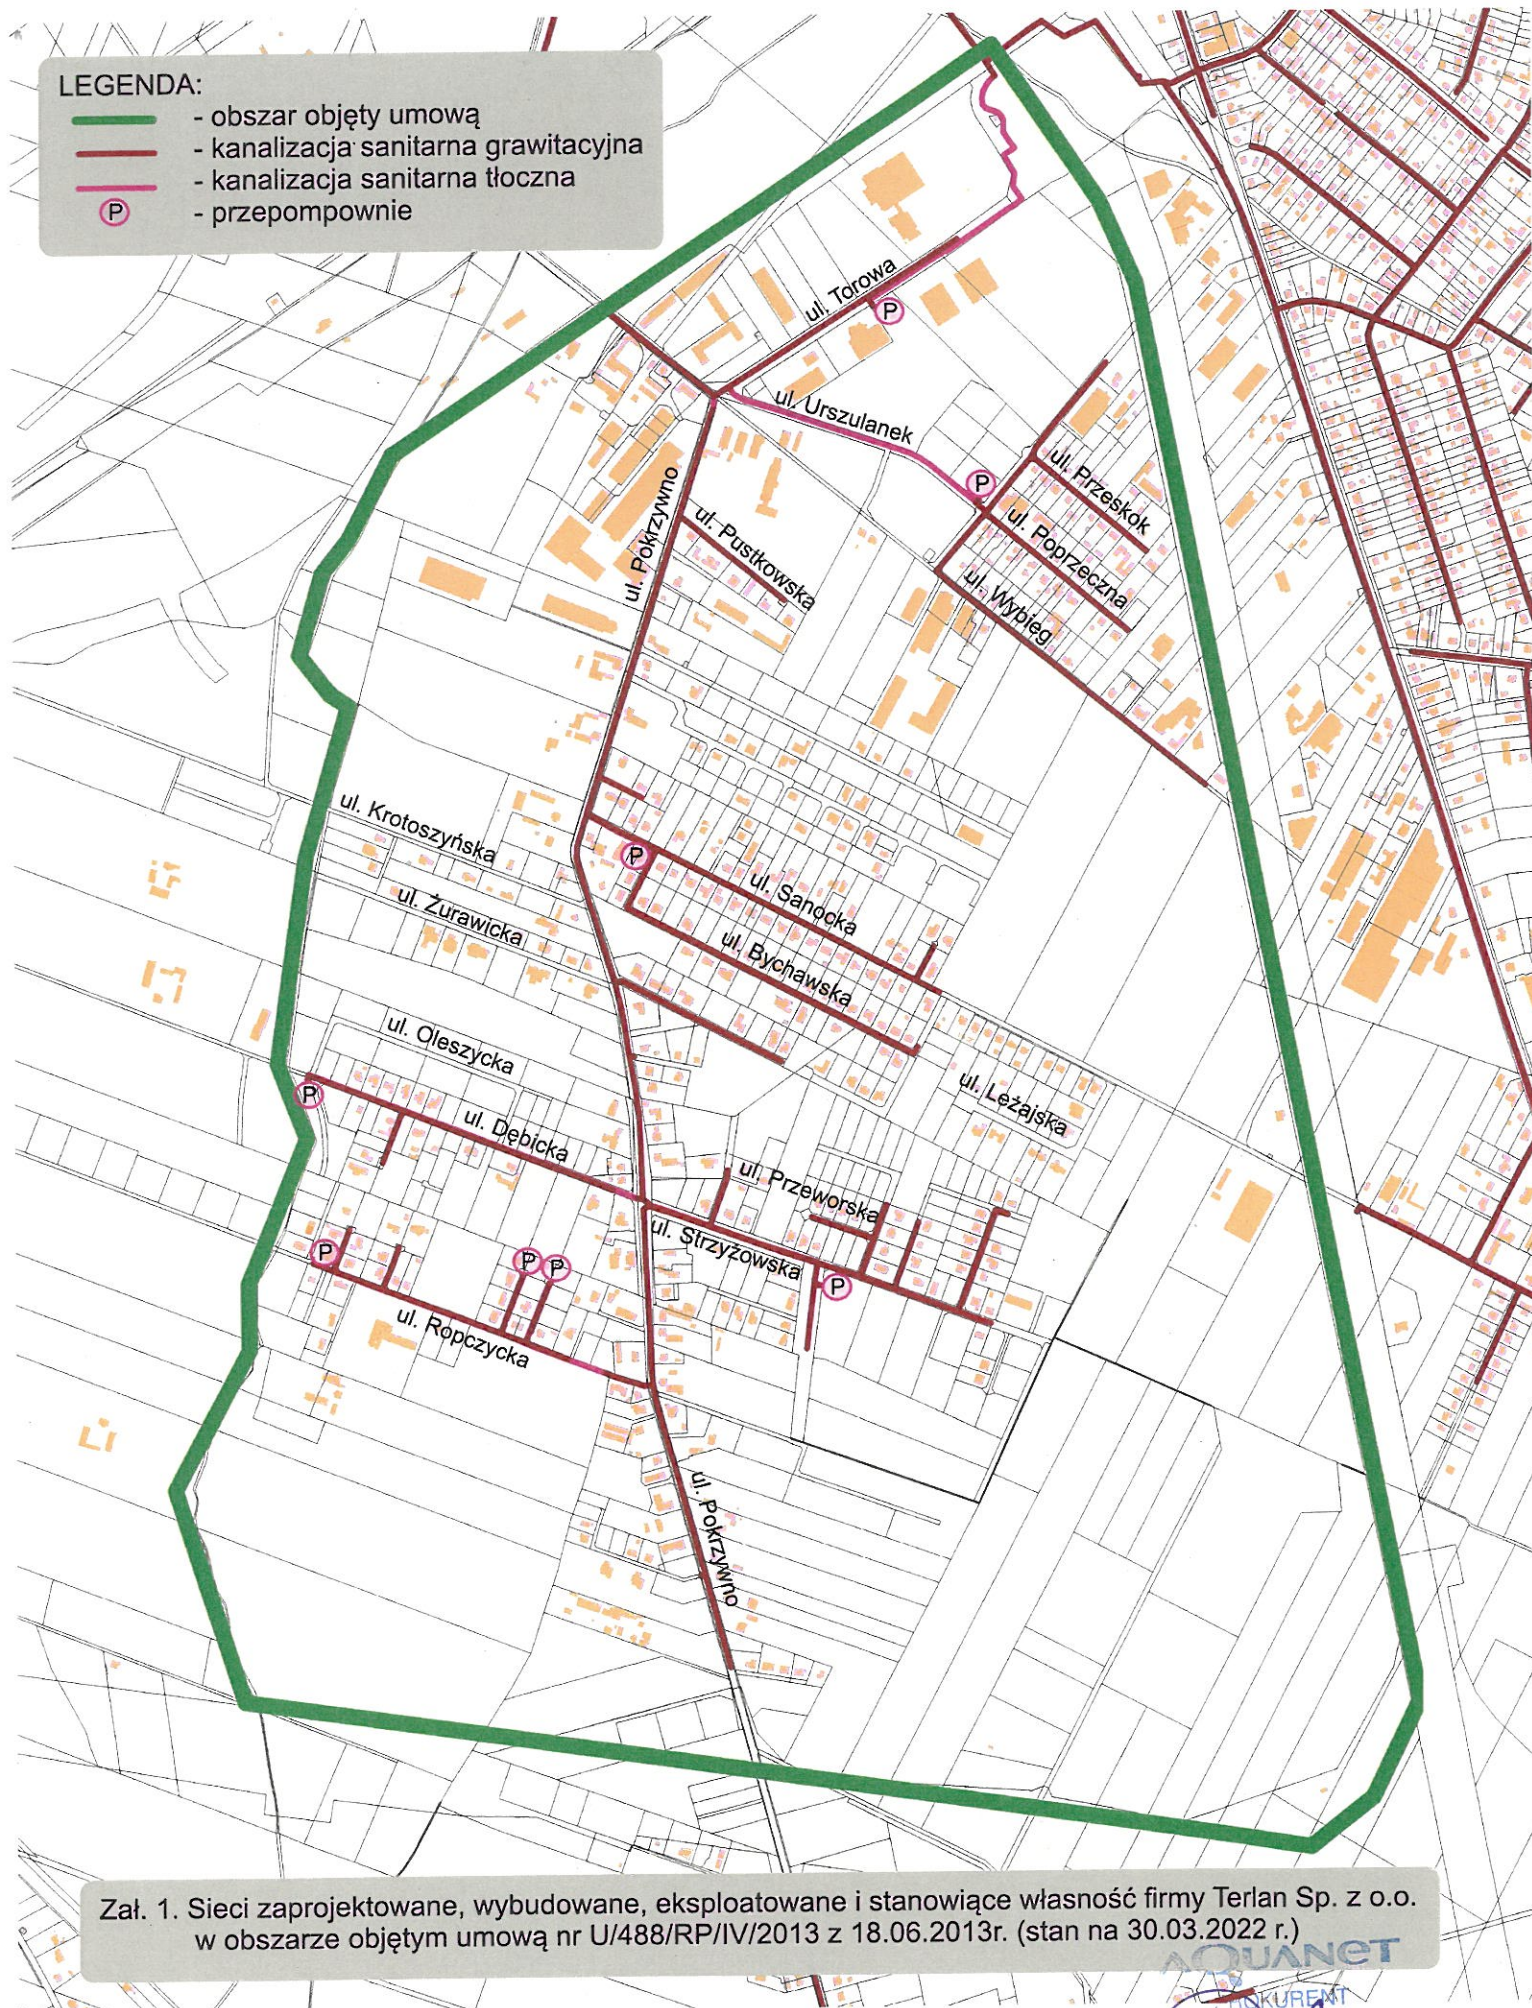 LEGENDA:
- obszar objęty umową
- kanalizacja sanitarna grawitacyjna
- kanalizacja sanitarna tłoczna
P - przepompownie
ul. Torowa
P
ul. Urszulanek
P
ul. Przeskok
ul. Poprzeczna
ul. Wybieg
ul. Pokrzywno
ul. Pustkowska
ul. Krotoszyńska
P
ul. Sanocka
ul. Żurawicka
ul. Bychawska
ul. Oleszycka
P
ul. Dębicka
ul. Leżajska
ul. Przeworska
ul. Strzyżowska
P
P
P
P
ul. Ropczycka
ul. Pokrzywno
Zał. 1. Sieci zaprojektowane, wybudowane, eksploatowane i stanowiące własność firmy Terlan Sp. z o.o.
w obszarze objętym umową nr U/488/RP/IV/2013 z 18.06.2013r. (stan na 30.03.2022 r.)
AQUANET
PROKURENT